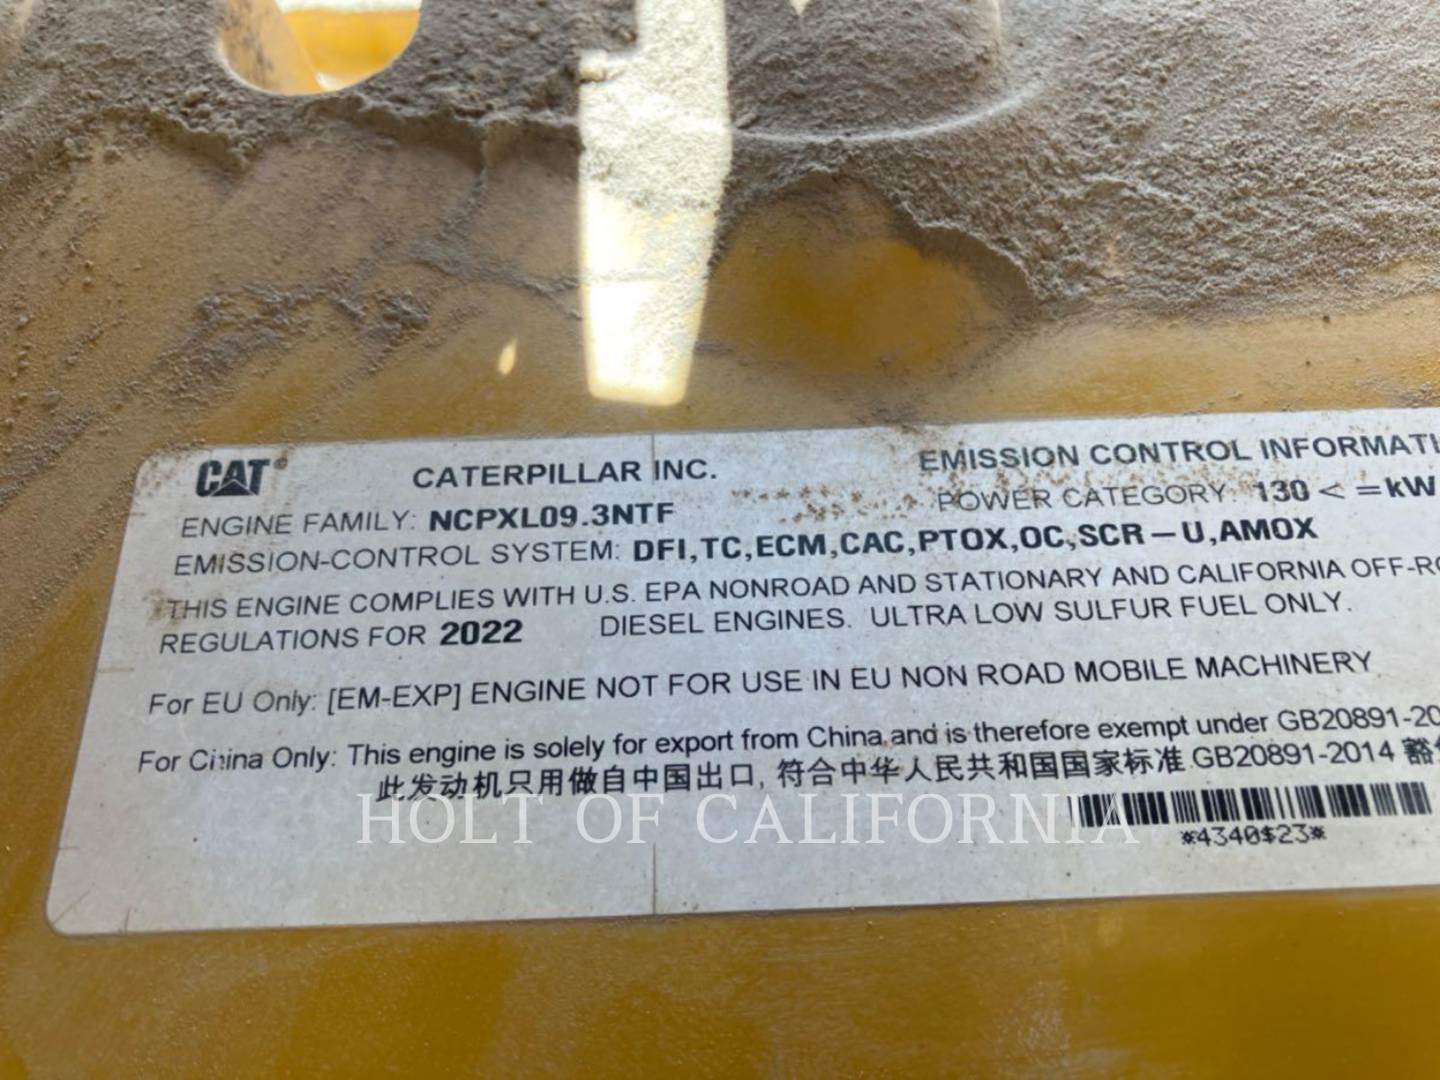 CAT® CATERPILLAR INC. EMISSION CONTROL INFORMATI
ENGINE FAMILY: NCPXL09.3NTF POWER CATEGORY: 130 < =kW
EMISSION-CONTROL SYSTEM: DFI,TC,ECM,CAC,PTOX,OC,SCR-U,AMOX
THIS ENGINE COMPLIES WITH U.S. EPA NONROAD AND STATIONARY AND CALIFORNIA OFF-RO
REGULATIONS FOR 2022 DIESEL ENGINES. ULTRA LOW SULFUR FUEL ONLY.
For EU Only: [EM-EXP] ENGINE NOT FOR USE IN EU NON ROAD MOBILE MACHINERY
For China Only: This engine is solely for export from China and is therefore exempt under GB20891-20
此发动机只用做自中国出口, 符合中华人民共和国国家标准 GB20891-2014 豁免
*4340$23*
HOLT OF CALIFORNIA